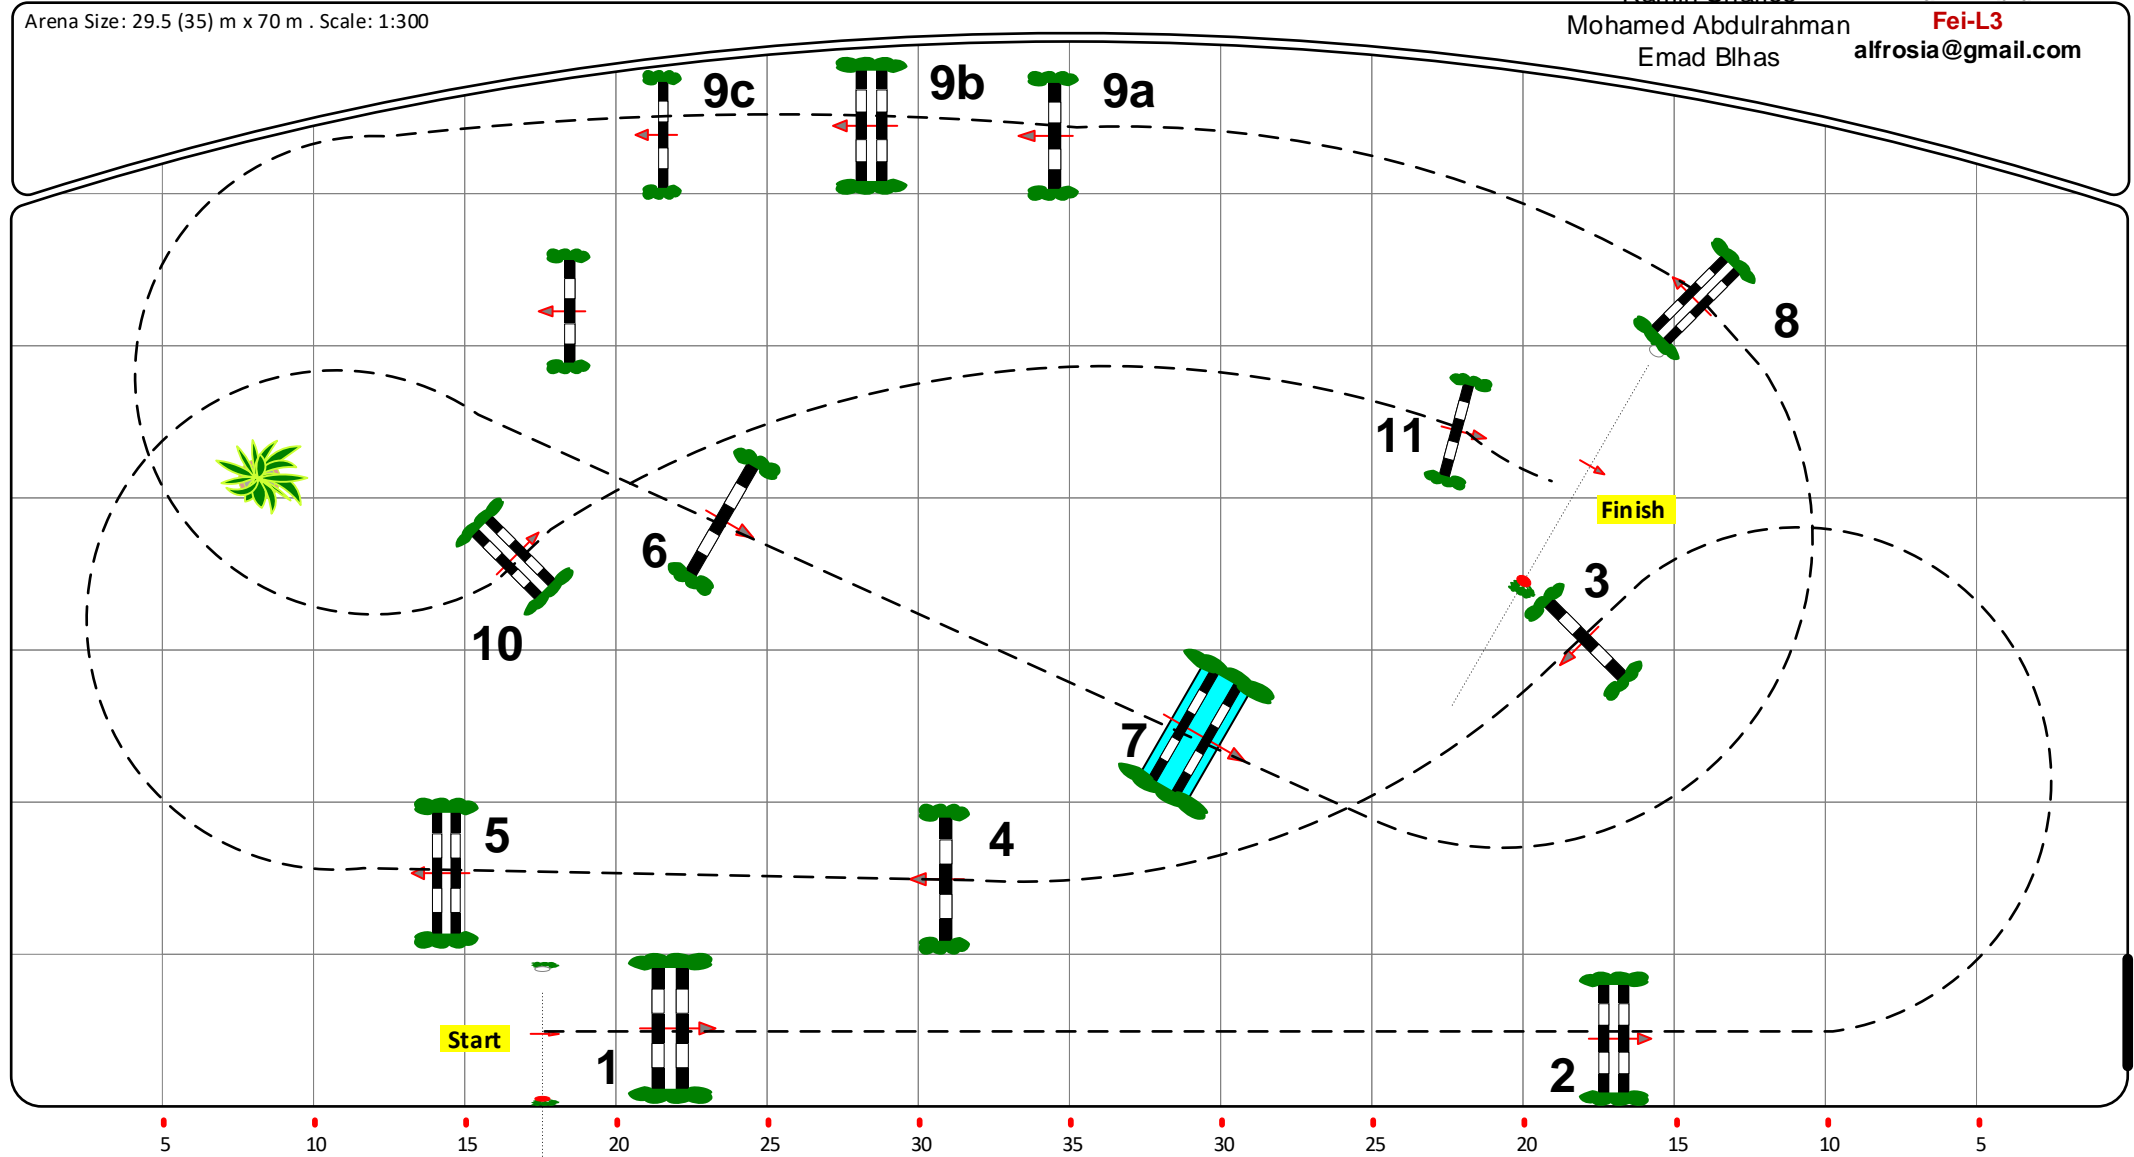 Arena Size: 29.5 (35) m x 70 m . Scale: 1:300
Mohamed Abdulrahman
Emad Blhas
Fei-L3
alfrosia@gmail.com
9c
9b
9a
8
11
Finish
6
3
10
7
5
4
Start
1
2
5 10 15 20 25 30 35 30 25 20 15 10 5